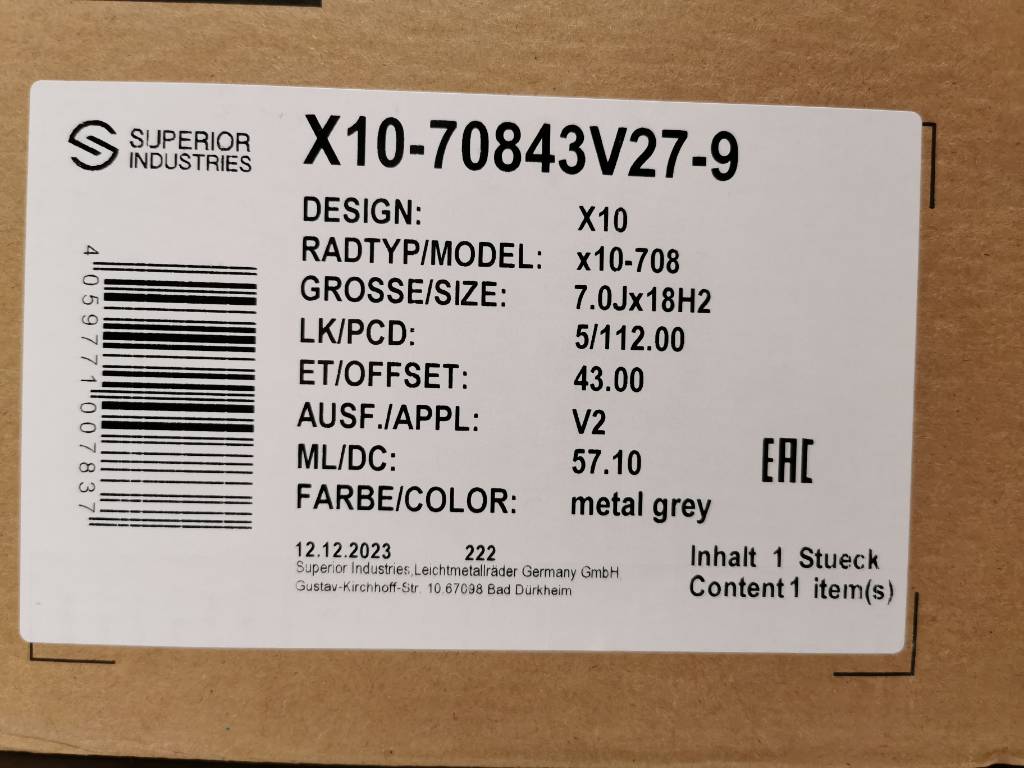 SUPERIOR
INDUSTRIES
X10-70843V27-9
DESIGN: X10
RADTYP/MODEL: x10-708
GROSSE/SIZE: 7.0Jx18H2
LK/PCD: 5/112.00
ET/OFFSET: 43.00
AUSF./APPL: V2
ML/DC: 57.10
FARBE/COLOR: metal grey
EAC
4059771007837
12.12.2023 222
Superior Industries Leichtmetallräder Germany GmbH
Gustav-Kirchhoff-Str. 10.67098 Bad Dürkheim
Inhalt 1 Stueck
Content 1 item(s)